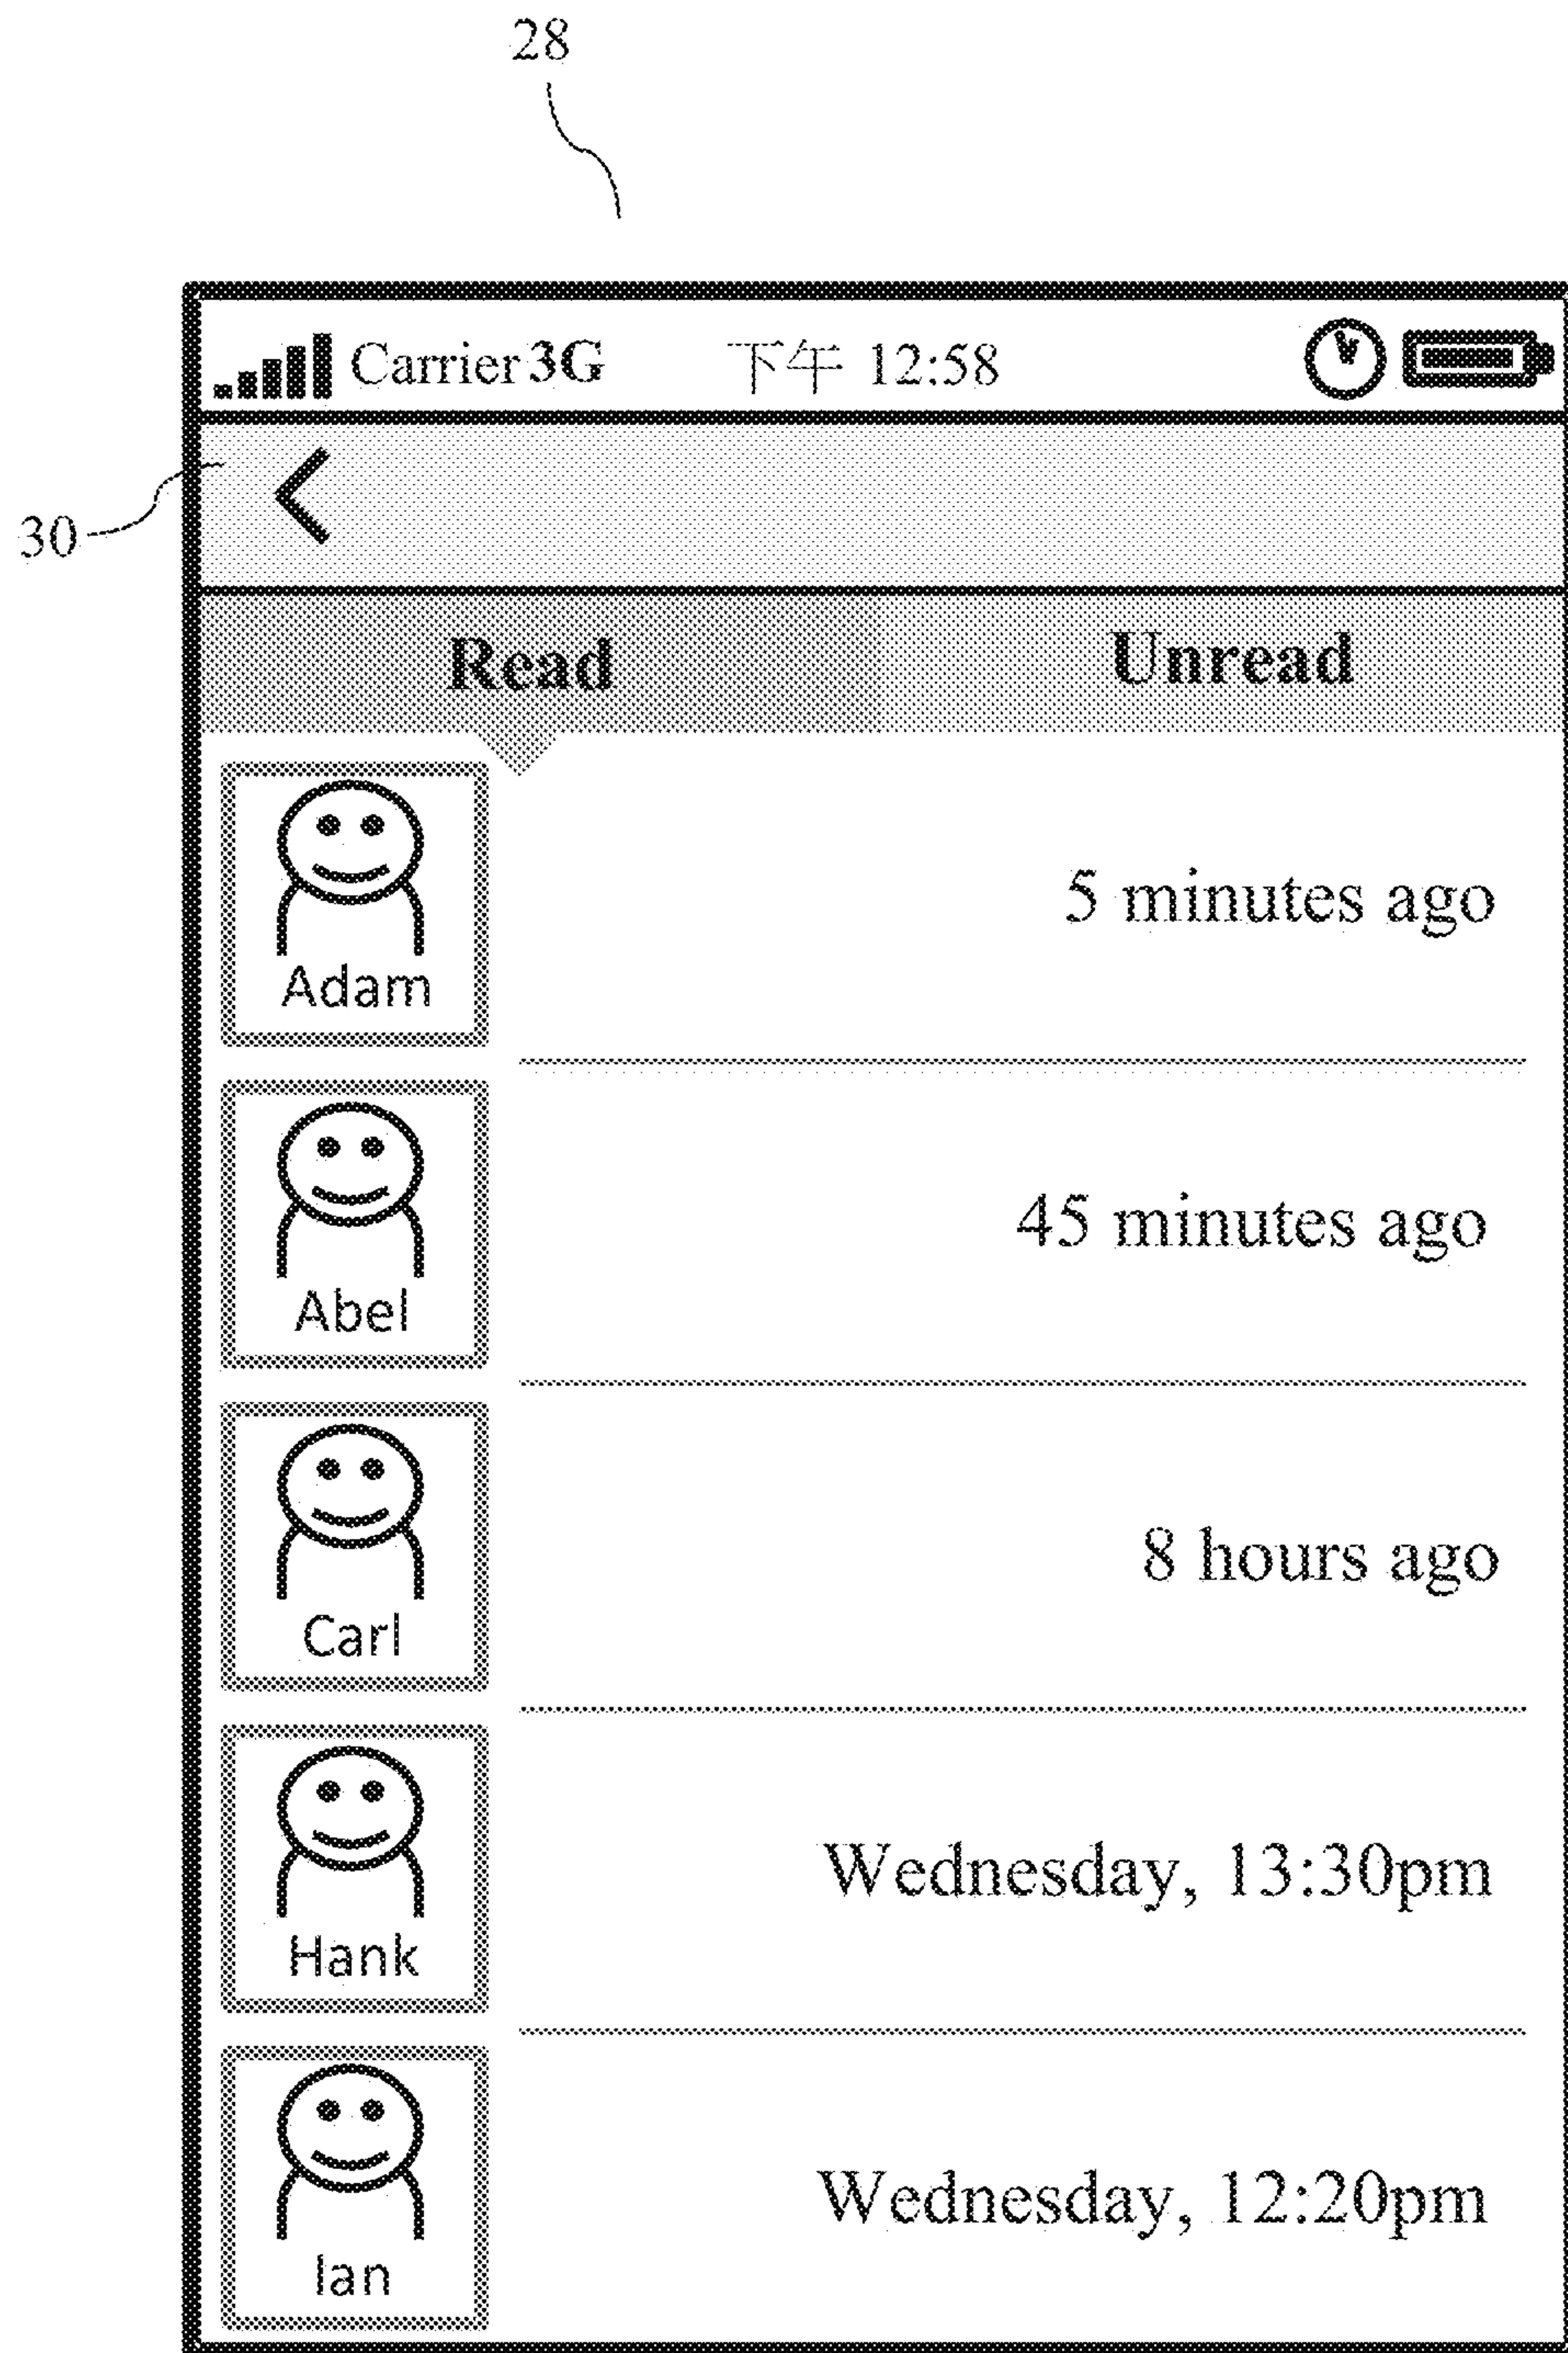 28
Carrier 3G 下午 12:58
30
Read Unread
5 minutes ago
Adam
45 minutes ago
Abel
8 hours ago
Carl
Wednesday, 13:30pm
Hank
Wednesday, 12:20pm
Ian